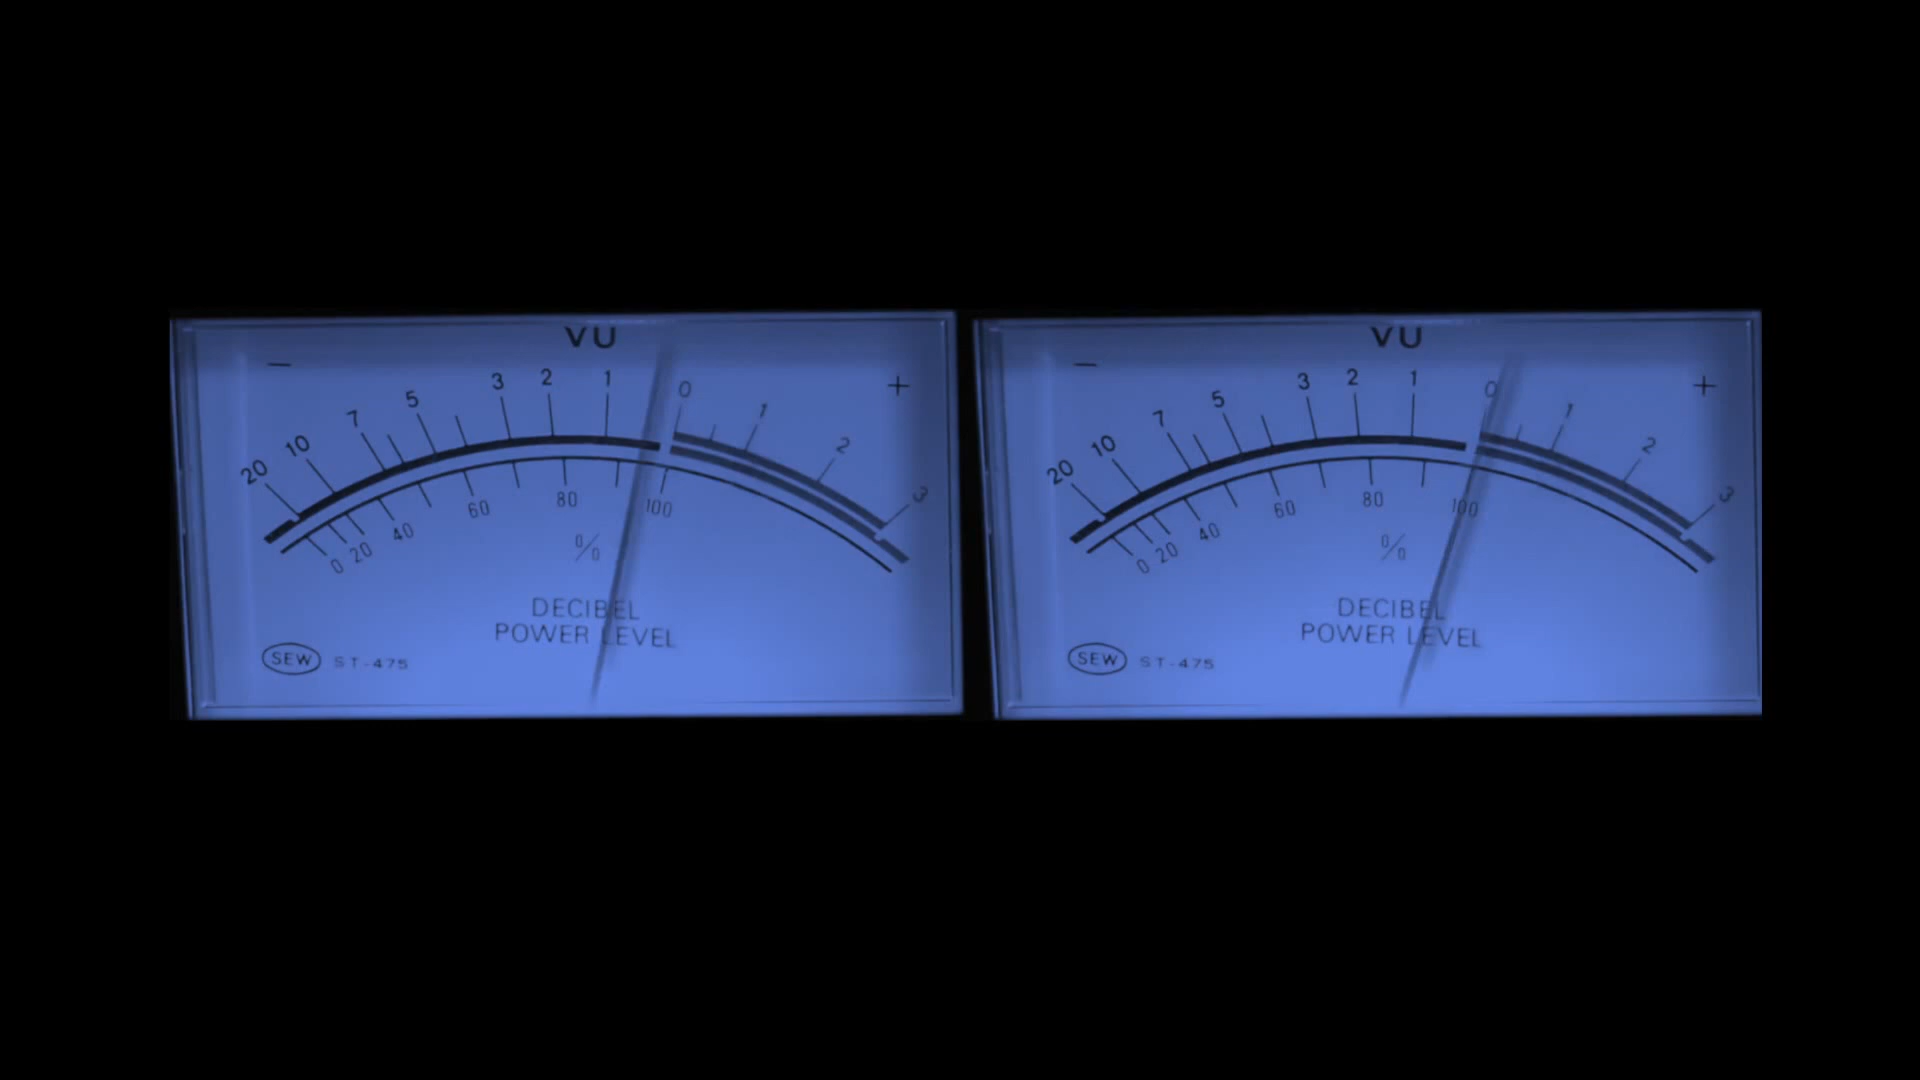 VU
− +
20 10 7 5 3 2 1 0 1 2 3
0 20 40 60 80 100
%
DECIBEL
POWER LEVEL
SEW ST-475
VU
− +
20 10 7 5 3 2 1 0 1 2 3
0 20 40 60 80 100
%
DECIBEL
POWER LEVEL
SEW ST-475